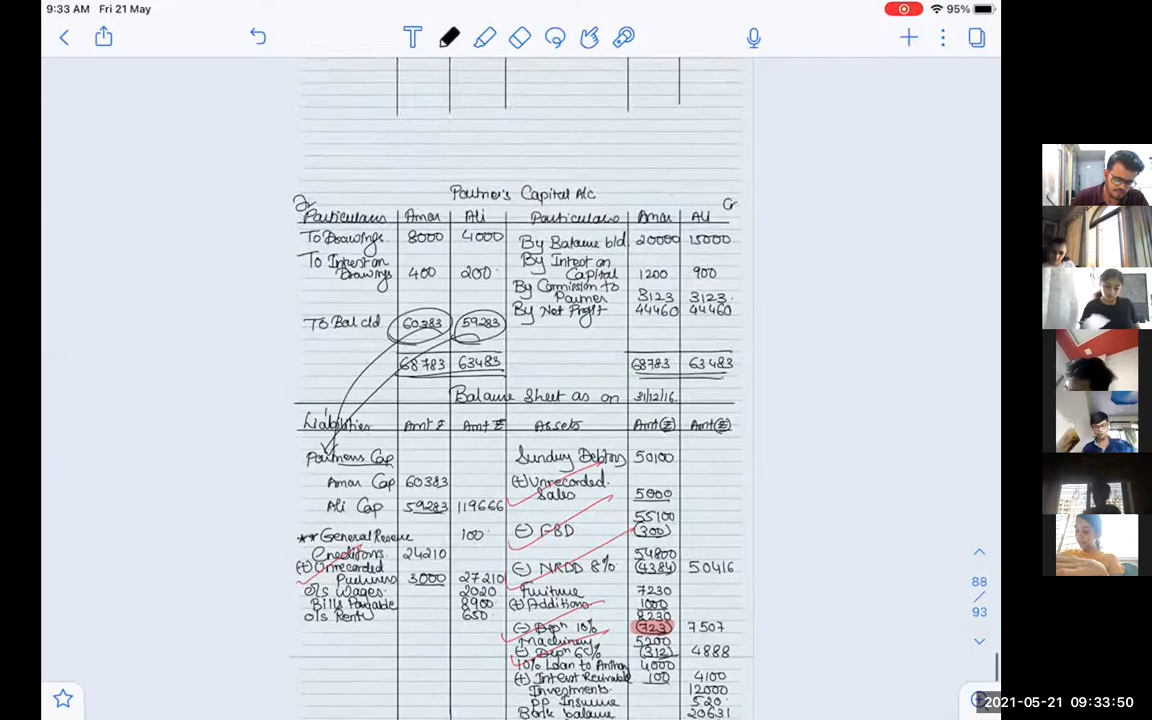 9:33 AM Fri 21 May
95%
Partner's Capital A/c
Dr Cr
Particulars Amar Ali Particulars Amar Ali
To Drawings 8000 4000 By Balance b/d 20000 15000
To Interest on Drawings 400 200 By Interest on Capital 1200 900
By Commission to Partner 3123 3123
By Net Profit 44460 44460
To Bal c/d 60383 59283
68783 63483 68783 63483
Balance Sheet as on 31/12/16
Liabilities Amt ₹ Amt ₹ Assets Amt(₹) Amt(₹)
Partners Cap Sundry Debtors 50100
Amar Cap 60383 (+) Unrecorded Sales 5000
Ali Cap 59283 119666 55100
**General Reserve 100 (-) FBD (300)
Creditors 24210 54800
(+) Unrecorded Purchases 3000 27210 (-) NRDD 8% (4384) 50416
o/s Wages 2020 Furniture 7230
Bills Payable 8900 (+) Additions 1000
o/s Rent 650 8230
(-) Depn 10% (723) 7507
Machinery 5200
(-) Depn 6% (312) 4888
10% Loan to 4000
(+) Interest Receivable 100 4100
Investments 12000
PP Insurance 520
Bank balance 20631
88
93
2021-05-21 09:33:50